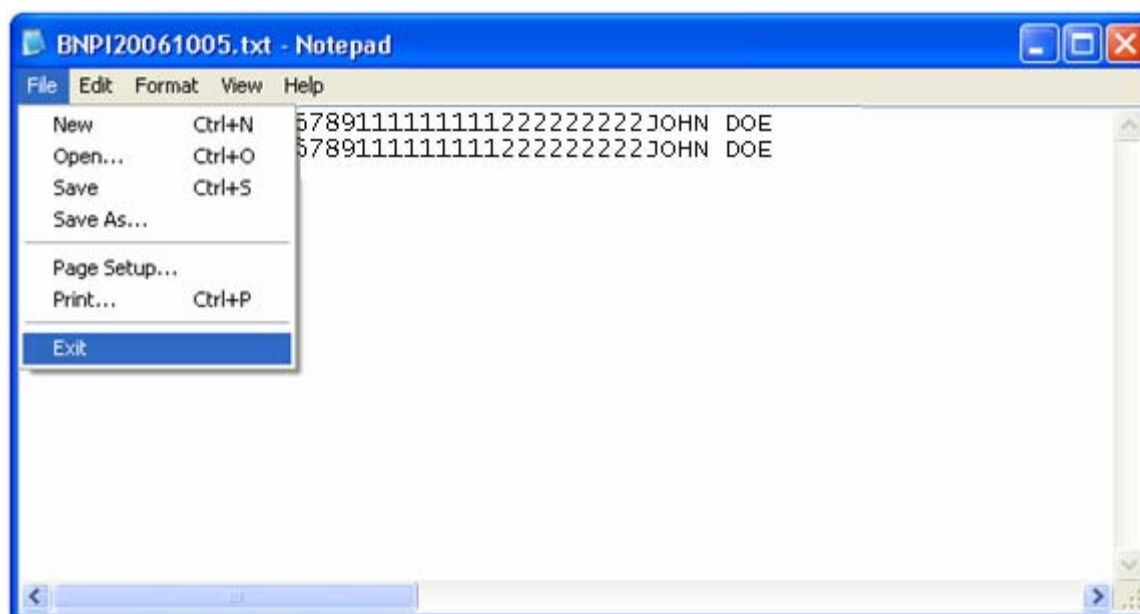 BNPI20061005.txt - Notepad
File Edit Format View Help
6789111111111222222222JOHN DOE
6789111111111222222222JOHN DOE
New Ctrl+N
Open... Ctrl+O
Save Ctrl+S
Save As...
Page Setup...
Print... Ctrl+P
Exit